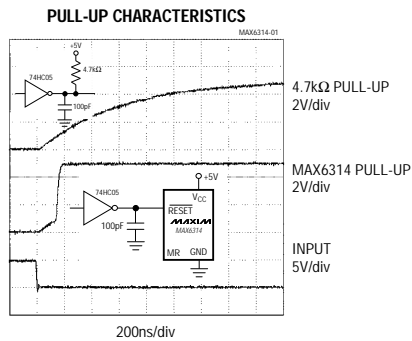 PULL-UP CHARACTERISTICS
MAX6314-01
+5V
74HC05
4.7kΩ
100pF
4.7kΩ PULL-UP
2V/div
MAX6314 PULL-UP
2V/div
+5V
74HC05
VCC
RESET
100pF
MAXIM
MAX6314
MR GND
INPUT
5V/div
200ns/div